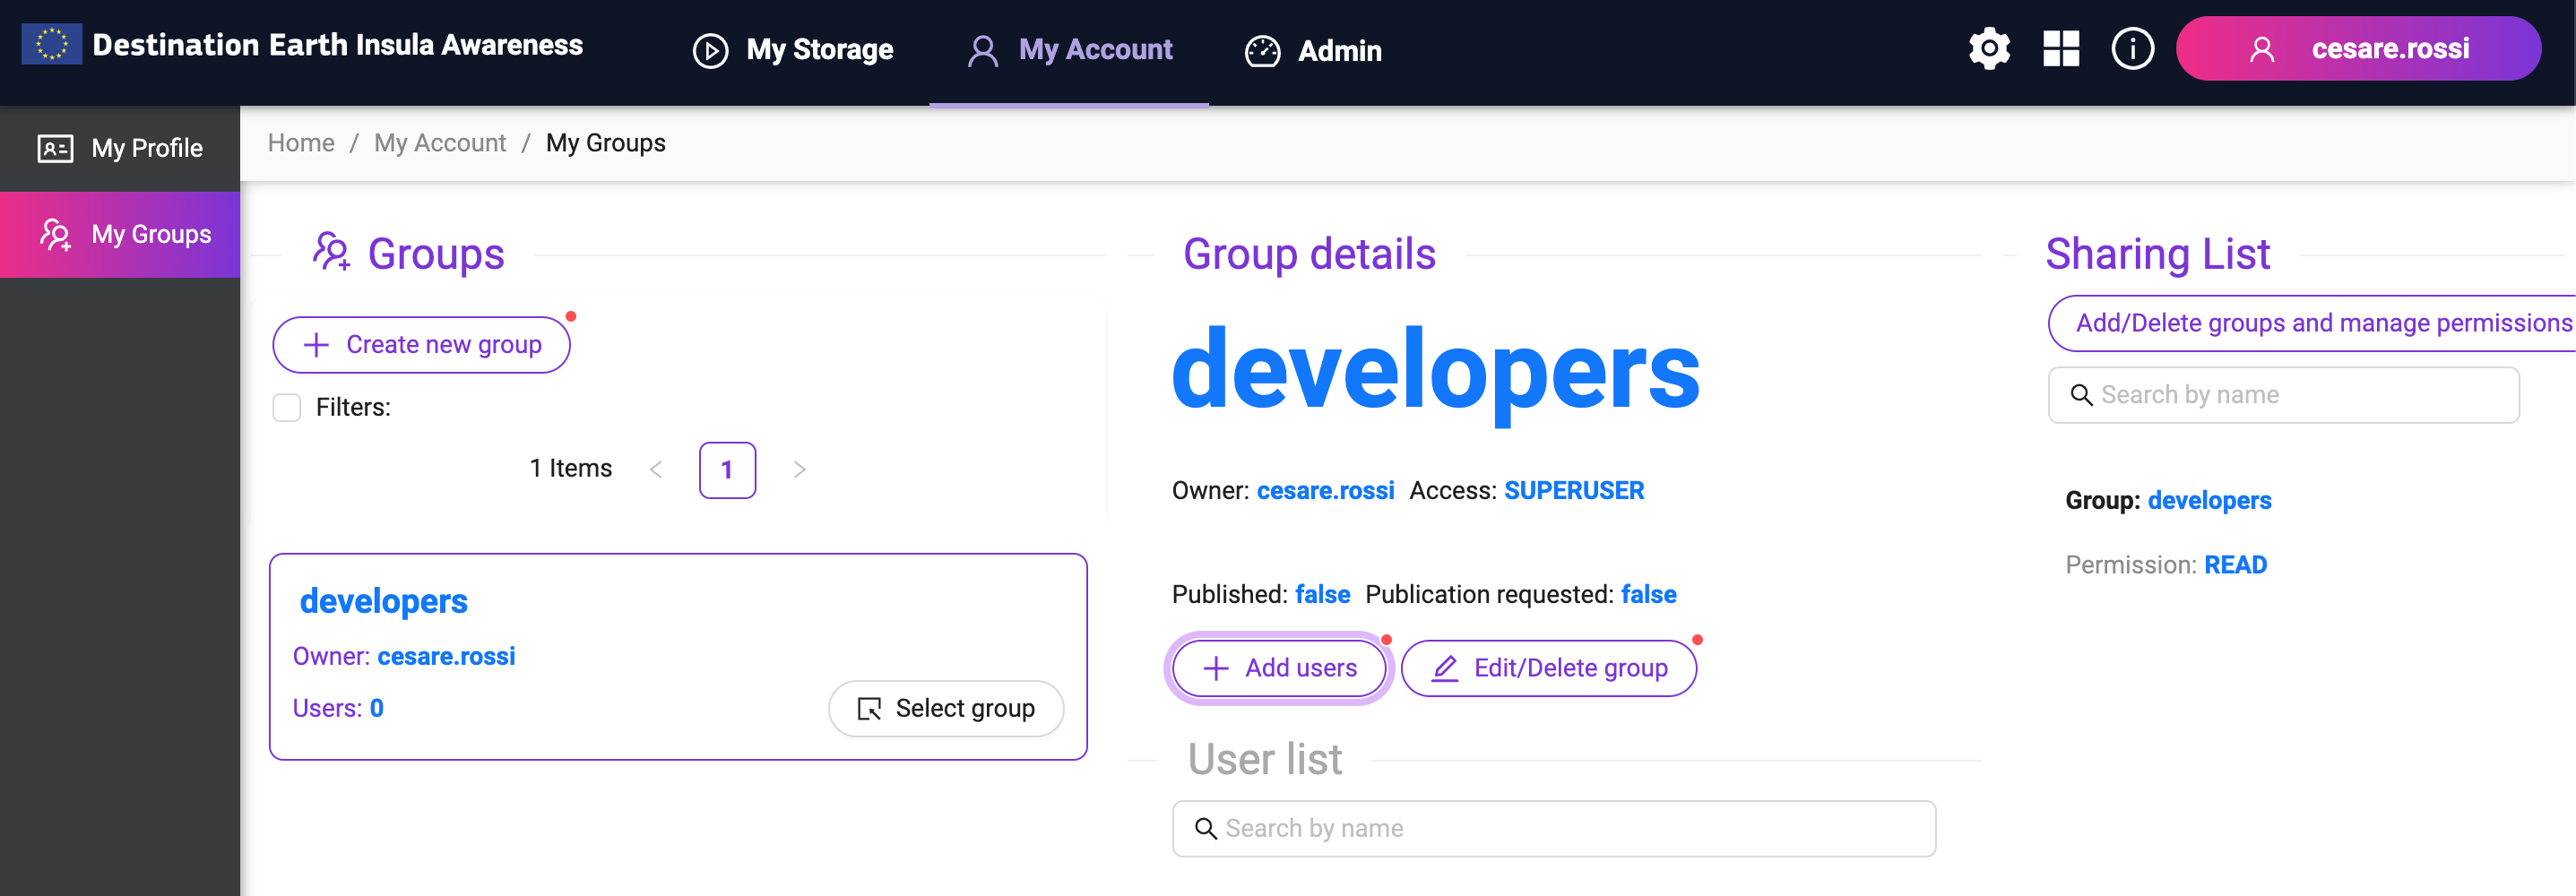 Destination Earth Insula Awareness
My Storage
My Account
Admin
cesare.rossi
My Profile
My Groups
Home / My Account / My Groups
Groups
Create new group
Filters:
1 Items < 1 >
developers
Owner: cesare.rossi
Users: 0
Select group
Group details
developers
Owner: cesare.rossi Access: SUPERUSER
Published: false Publication requested: false
Add users
Edit/Delete group
User list
Search by name
Sharing List
Add/Delete groups and manage permissions
Search by name
Group: developers
Permission: READ